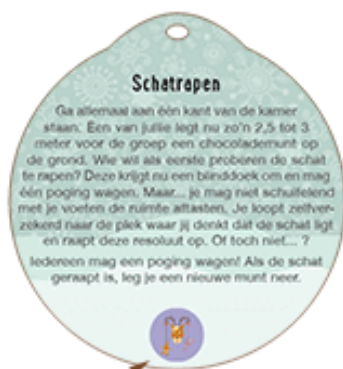 Schatrapen
Ga allemaal aan één kant van de kamer
staan. Een van jullie legt nu zo'n 2,5 tot 3
meter voor de groep een chocolademunt op
de grond. Wie wil als eerste proberen de schat
te rapen? Deze krijgt nu een blinddoek om en mag
één poging wagen. Maar... je mag niet schuifelend
met je voeten de ruimte aftasten. Je loopt zelfver-
zekerd naar de plek waar jij denkt dat de schat ligt
en raapt deze resoluut op. Of toch niet... ?
Iedereen mag een poging wagen! Als de schat
geraapt is, leg je een nieuwe munt neer.